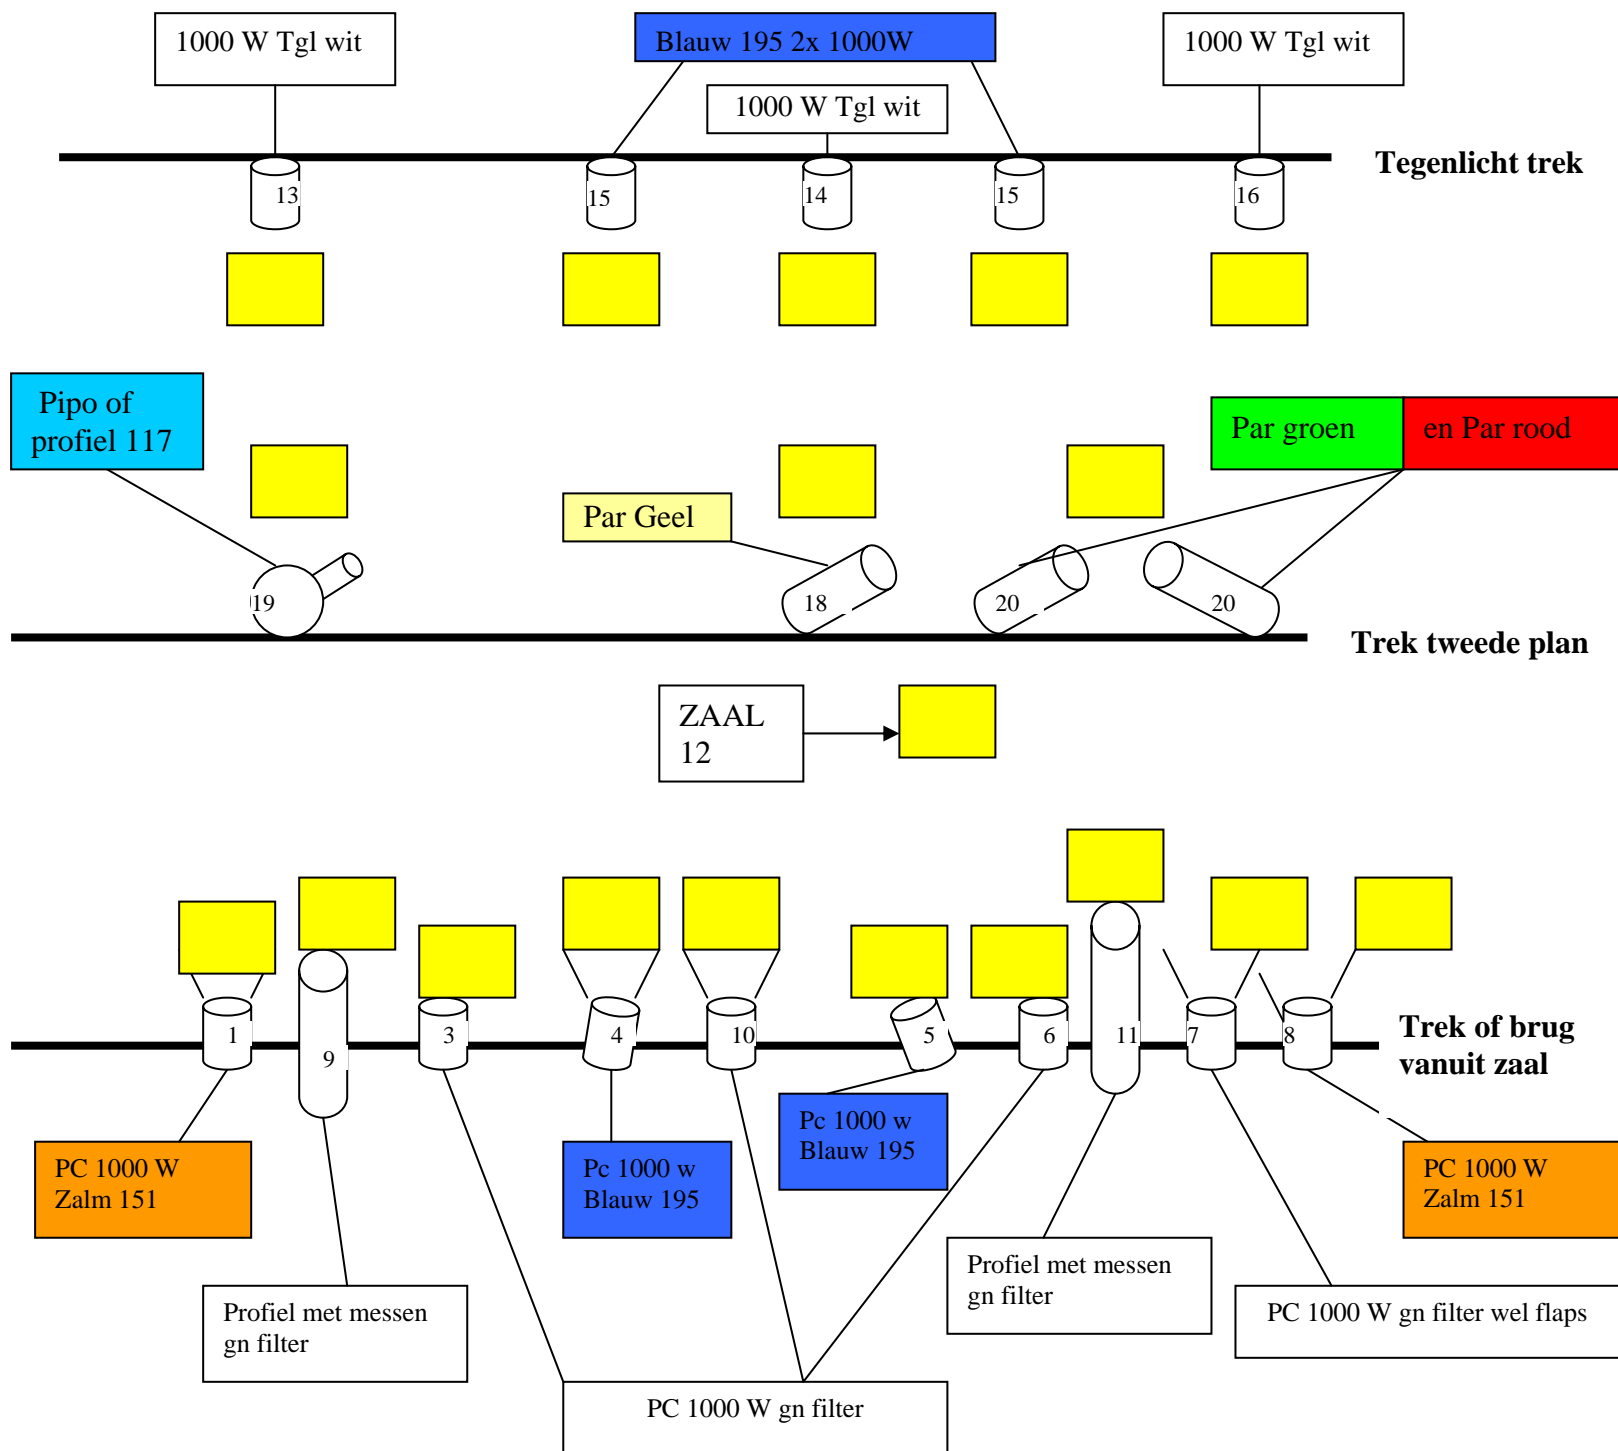 1000 W Tgl wit
Blauw 195 2x 1000W
1000 W Tgl wit
1000 W Tgl wit
Tegenlicht trek
13
15
14
15
16
Pipo of
profiel 117
Par groen
en Par rood
Par Geel
19
18
20
20
Trek tweede plan
ZAAL
12
1
9
3
4
10
5
6
11
7
8
Trek of brug
vanuit zaal
PC 1000 W
Zalm 151
Pc 1000 w
Blauw 195
Pc 1000 w
Blauw 195
PC 1000 W
Zalm 151
Profiel met messen
gn filter
Profiel met messen
gn filter
PC 1000 W gn filter wel flaps
PC 1000 W gn filter